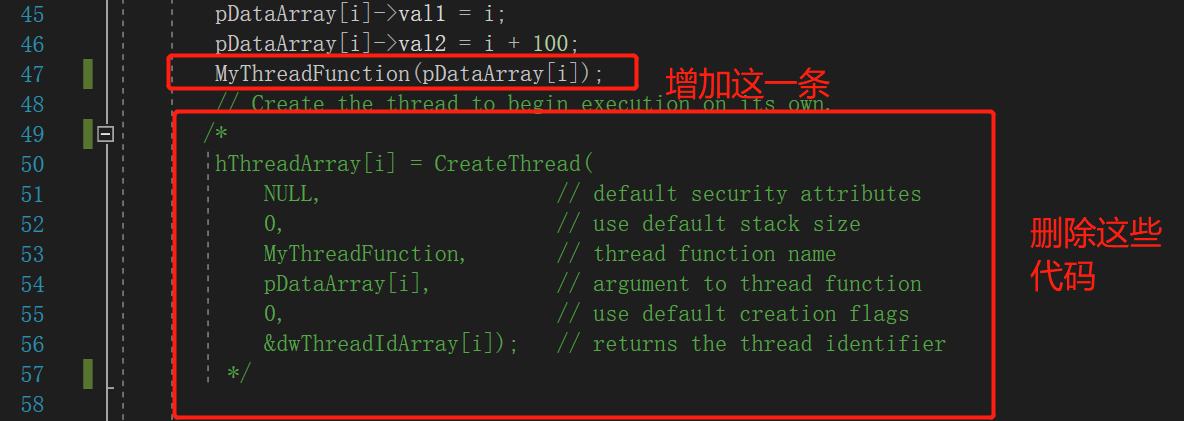 45 pDataArray[i]->val1 = i;
46 pDataArray[i]->val2 = i + 100;
47 MyThreadFunction(pDataArray[i]);
增加这一条
48 // Create the thread to begin execution on its own.
49 /*
50 hThreadArray[i] = CreateThread(
51 NULL, // default security attributes
52 0, // use default stack size
53 MyThreadFunction, // thread function name
54 pDataArray[i], // argument to thread function
55 0, // use default creation flags
56 &dwThreadIdArray[i]); // returns the thread identifier
57 */
58
删除这些
代码